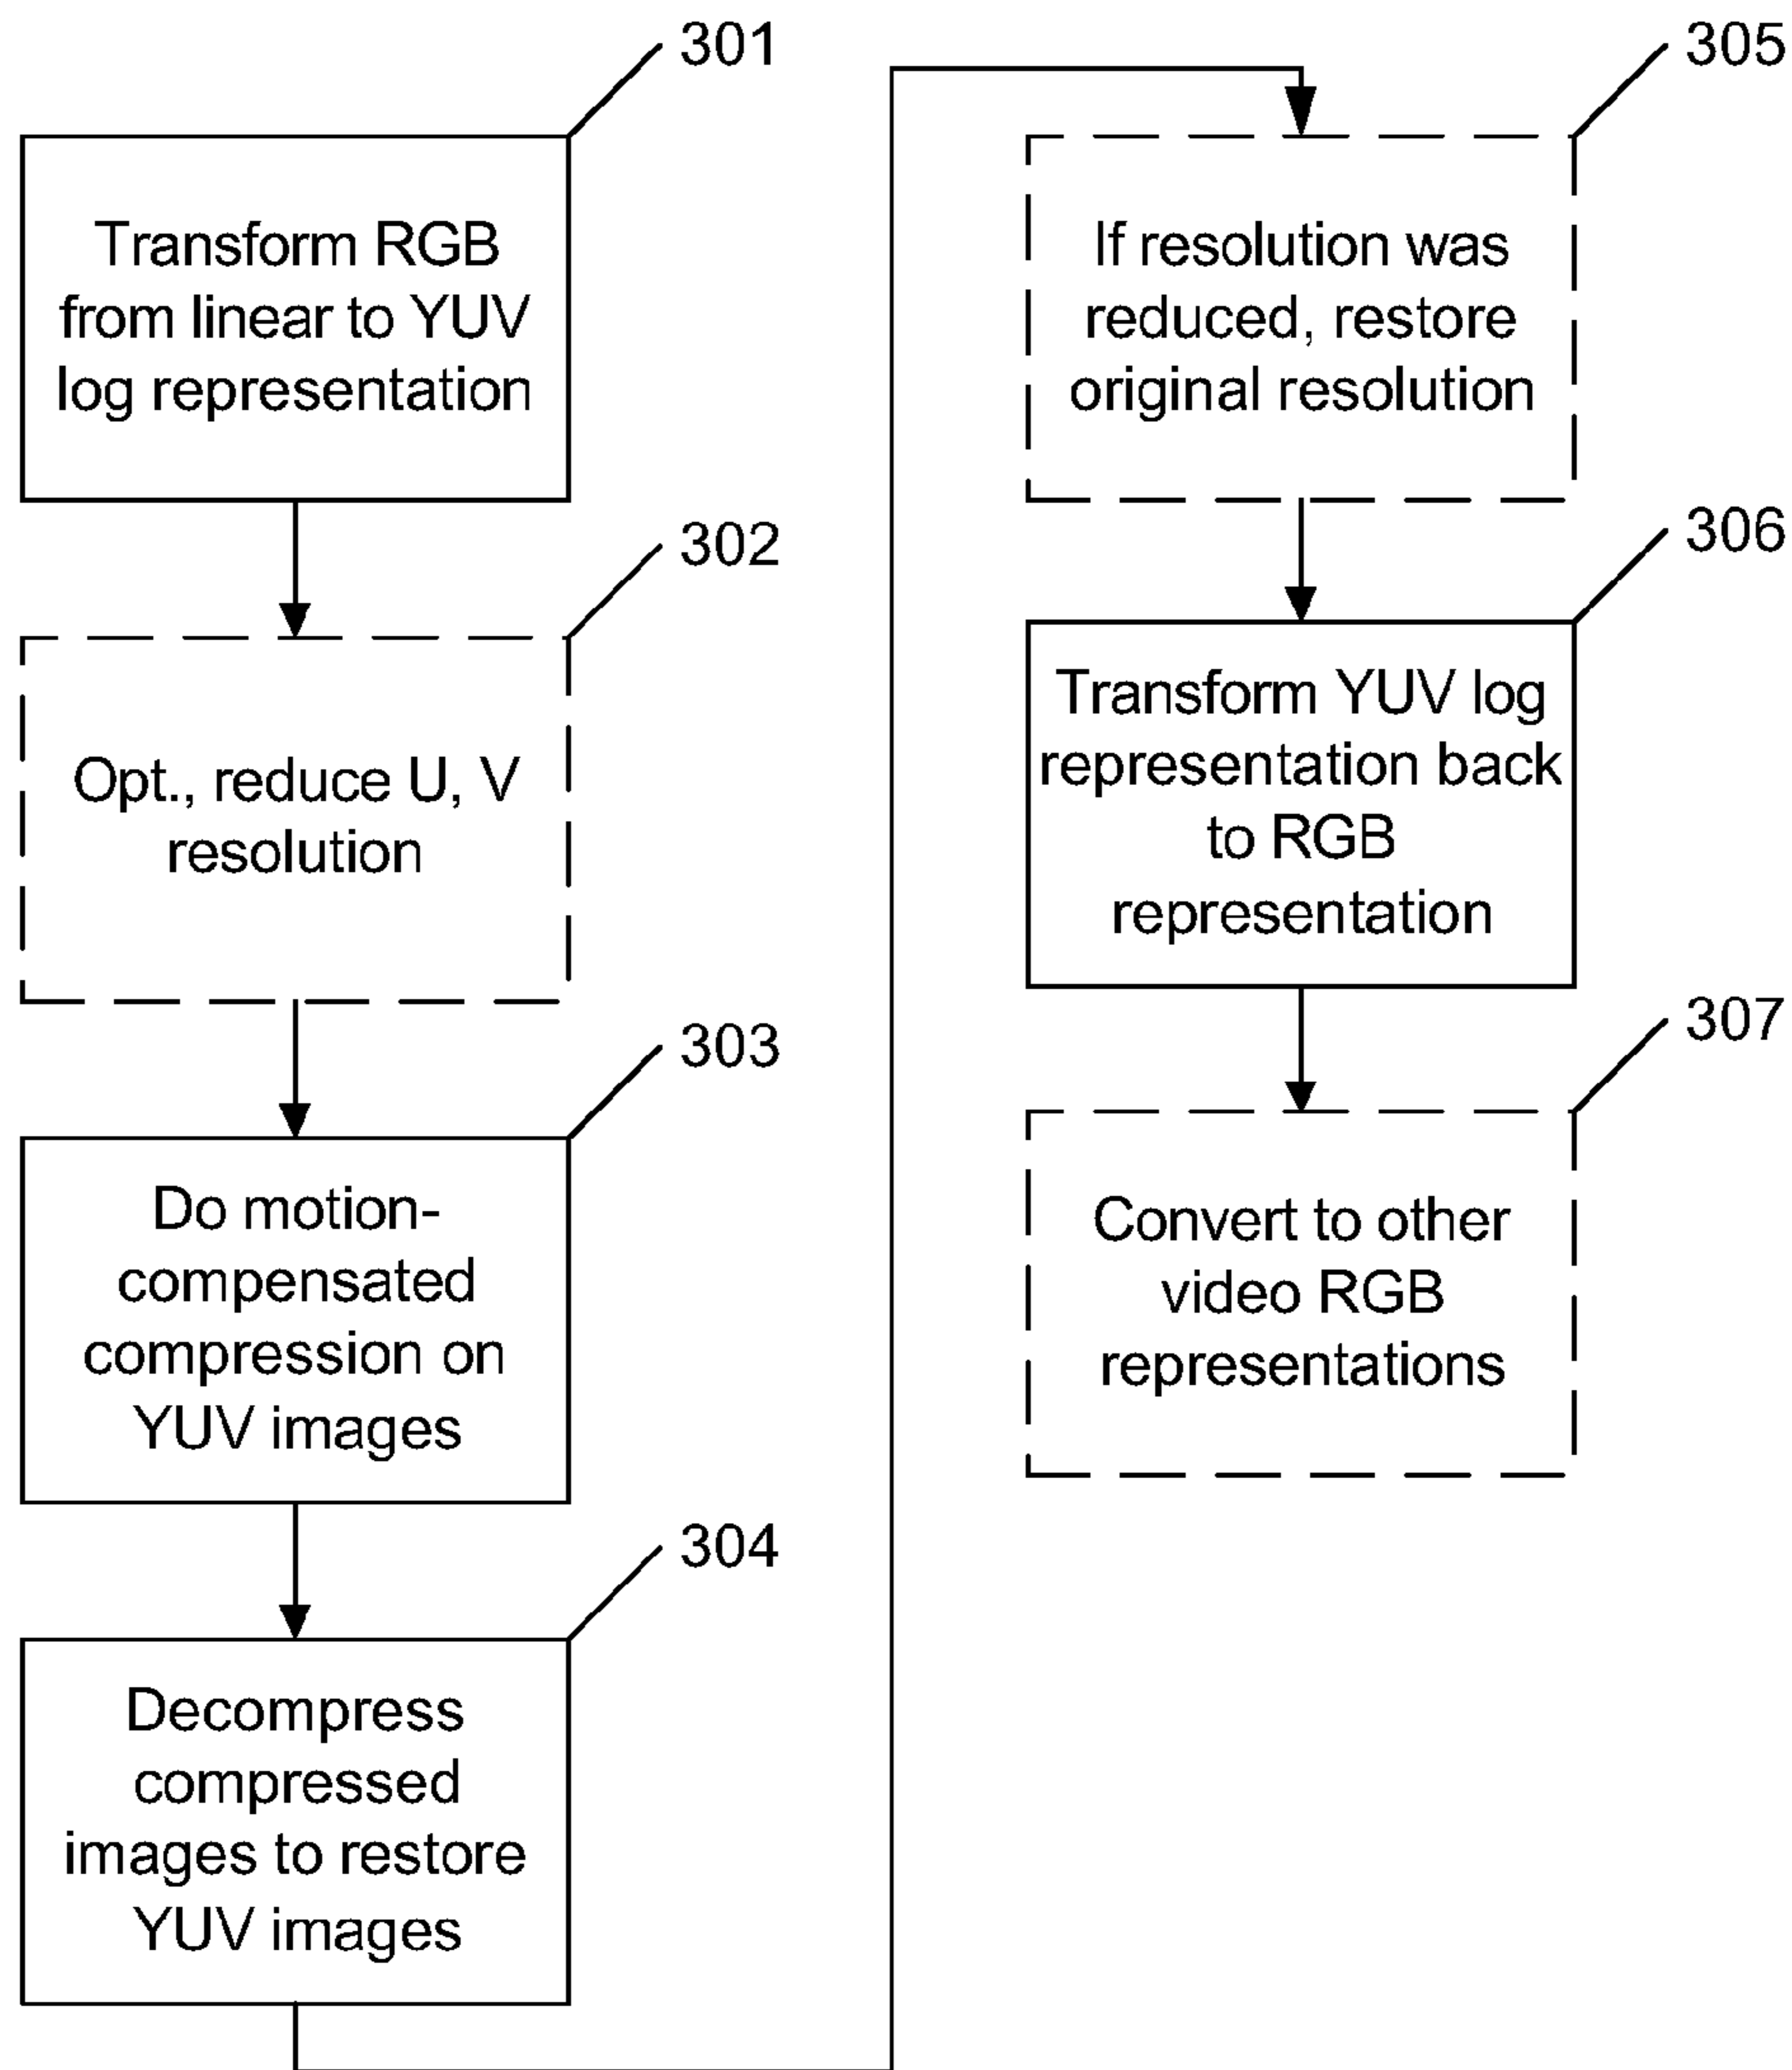 301
Transform RGB
from linear to YUV
log representation
302
Opt., reduce U, V
resolution
303
Do motion-
compensated
compression on
YUV images
304
Decompress
compressed
images to restore
YUV images
305
If resolution was
reduced, restore
original resolution
306
Transform YUV log
representation back
to RGB
representation
307
Convert to other
video RGB
representations